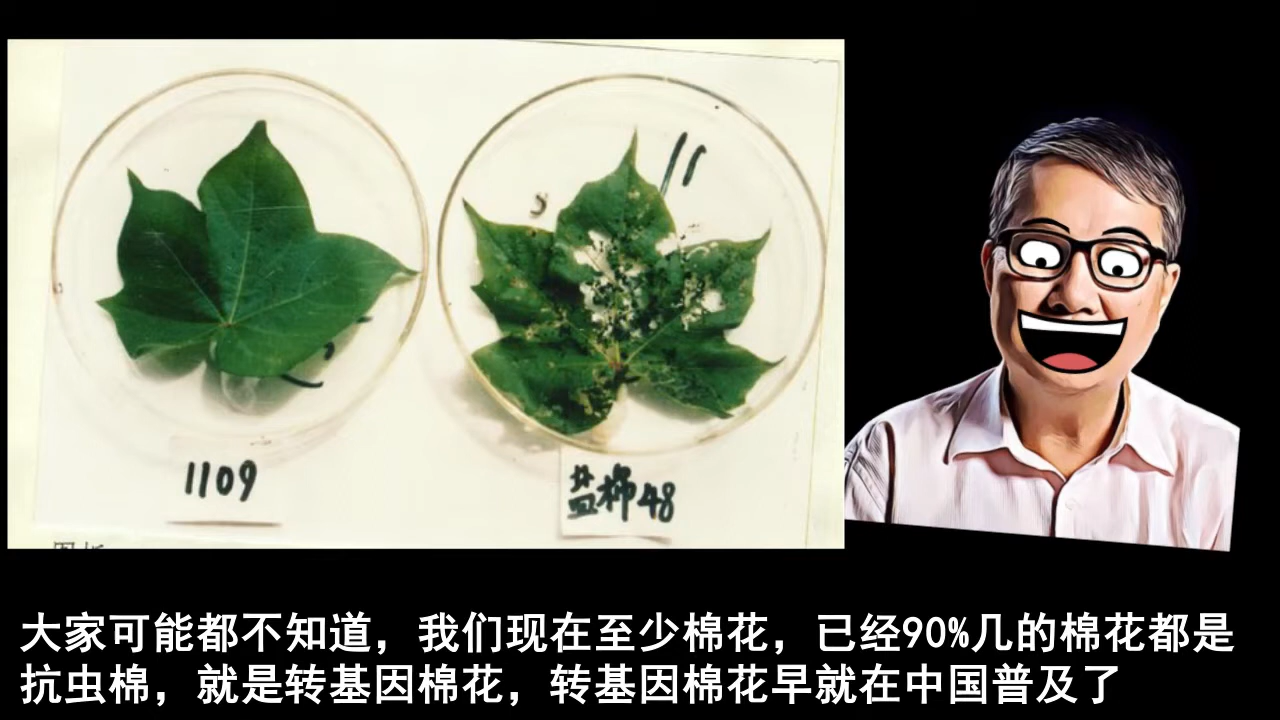 11
1109
盐棉48
大家可能都不知道，我们现在至少棉花，已经90%几的棉花都是
抗虫棉，就是转基因棉花，转基因棉花早就在中国普及了